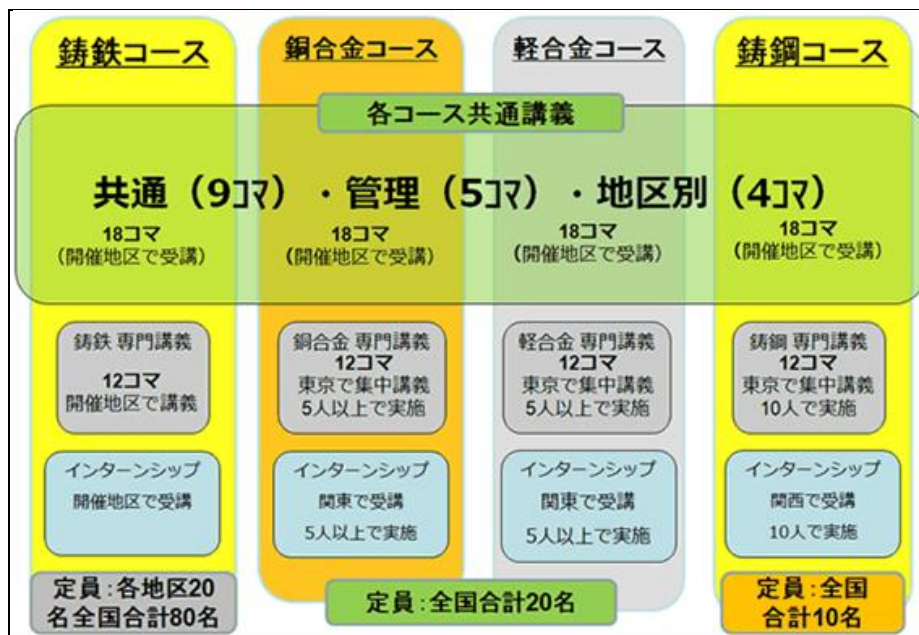 鋳鉄コース
銅合金コース
軽合金コース
鋳鋼コース
各コース共通講義
共通（9ｺﾏ）・管理（5ｺﾏ）・地区別（4ｺﾏ）
18コマ
（開催地区で受講）
18コマ
（開催地区で受講）
18コマ
（開催地区で受講）
18コマ
（開催地区で受講）
鋳鉄 専門講義
12コマ
開催地区で講義
銅合金 専門講義
12コマ
東京で集中講義
5人以上で実施
軽合金 専門講義
12コマ
東京で集中講義
5人以上で実施
鋳鋼 専門講義
12コマ
東京で集中講義
10人で実施
インターンシップ
開催地区で受講
インターンシップ
関東で受講
5人以上で実施
インターンシップ
関東で受講
5人以上で実施
インターンシップ
関西で受講
10人で実施
定員：各地区20
名全国合計80名
定員：全国合計20名
定員：全国
合計10名